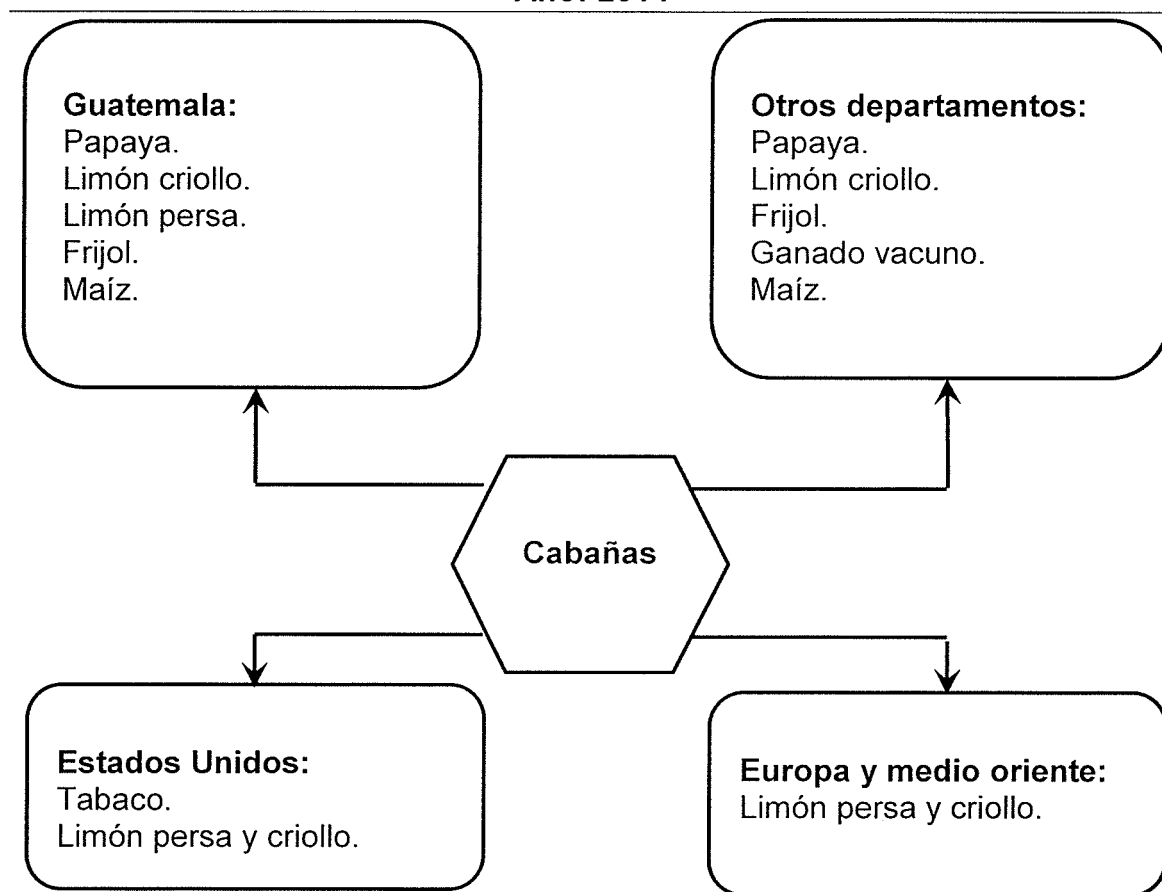 Guatemala:
Papaya.
Limón criollo.
Limón persa.
Frijol.
Maíz.
Otros departamentos:
Papaya.
Limón criollo.
Frijol.
Ganado vacuno.
Maíz.
Cabañas
Estados Unidos:
Tabaco.
Limón persa y criollo.
Europa y medio oriente:
Limón persa y criollo.